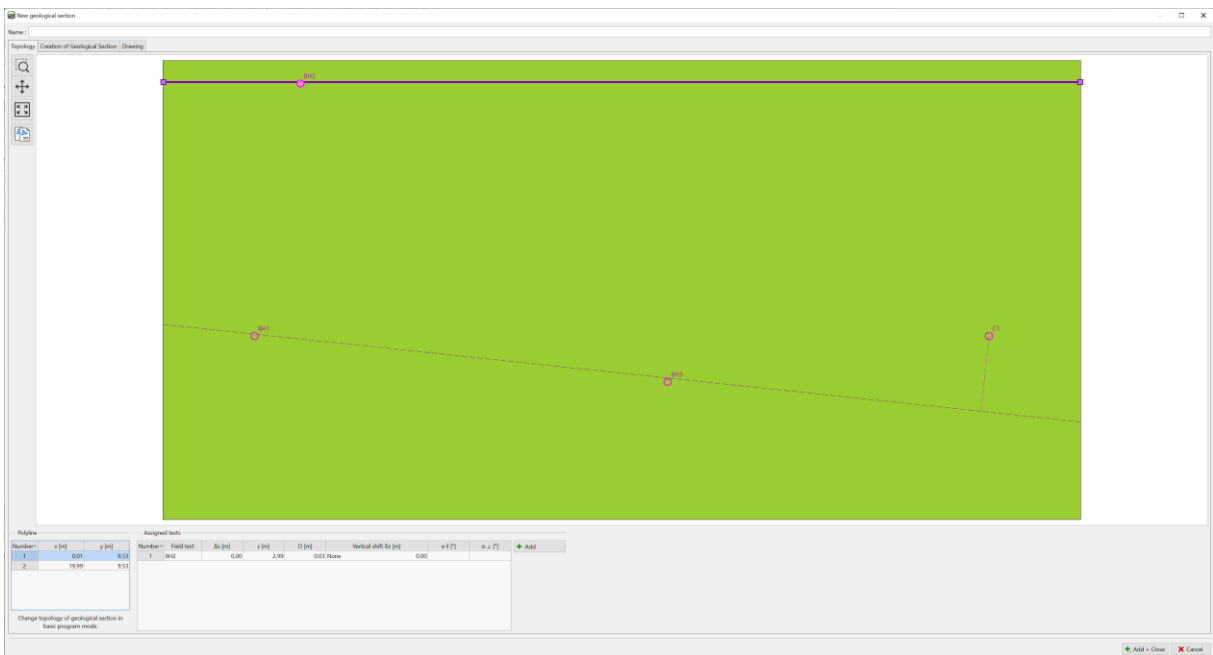 New geological section
Name :
Topology Creation of Geological Section Drawing
BH2
BH1
C1
BH3
Polyline
Number x [m] y [m]
1 0,01 9,53
2 19,99 9,53
Change topology of geological section in
basic program mode.
Assigned tests
Number Field test Δs [m] s [m] D [m] Vertical shift δz [m] α ∥ [°] α ⊥ [°]
1 BH2 0,00 2,99 0,03 None 0,00
Add
Add + Close Cancel